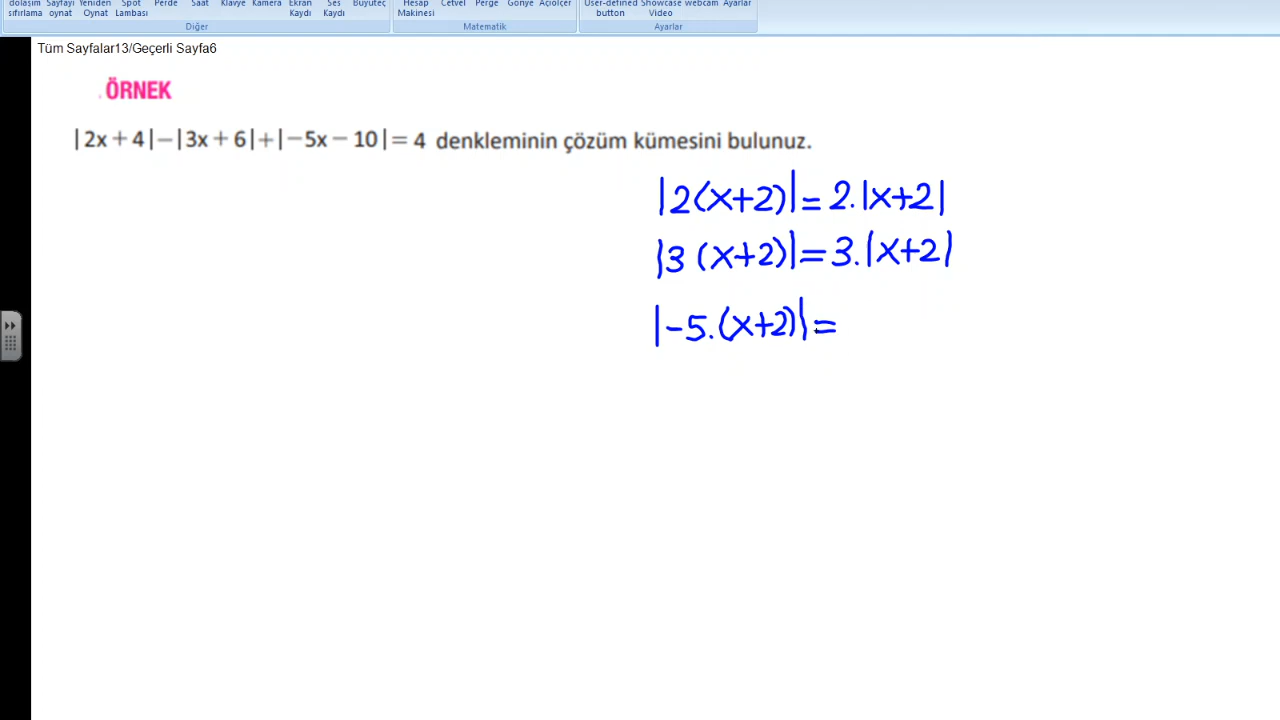 dolaşım Sayfayı Yeniden Spot Perde Saat Klavye Kamera Ekran Ses Büyüteç Hesap Cetvel Pergel Gönye Açıölçer User-defined Showcase webcam Ayarlar
sıfırlama oynat Oynat Lambası Kaydı Kaydı Makinesi button Video
Diğer Matematik Ayarlar
Tüm Sayfalar13/Geçerli Sayfa6
ÖRNEK
|2x+4|−|3x+6|+|−5x−10|=4 denkleminin çözüm kümesini bulunuz.
|2(x+2)|=2.|x+2|
|3(x+2)|=3.|x+2|
|-5.(x+2)|=